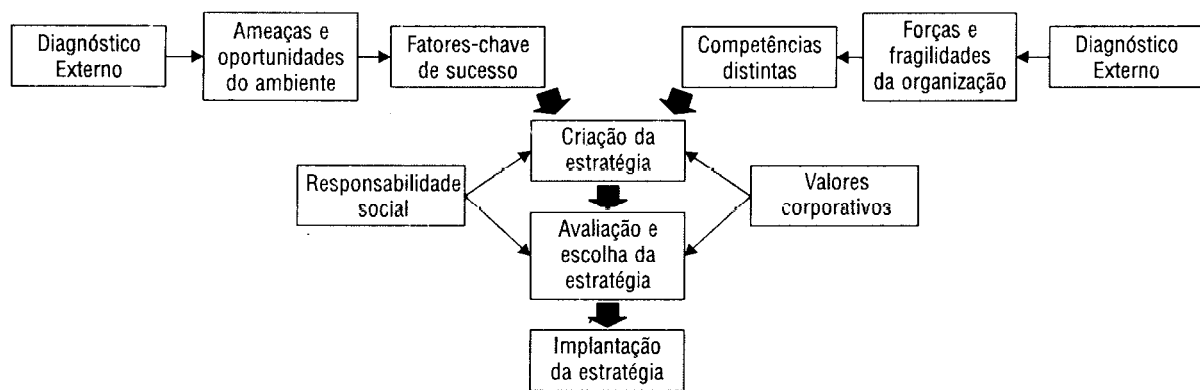 Diagnóstico
Externo
Ameaças e
oportunidades
do ambiente
Fatores-chave
de sucesso
Competências
distintas
Forças e
fragilidades
da organização
Diagnóstico
Externo
Criação da
estratégia
Responsabilidade
social
Valores
corporativos
Avaliação e
escolha da
estratégia
Implantação
da estratégia